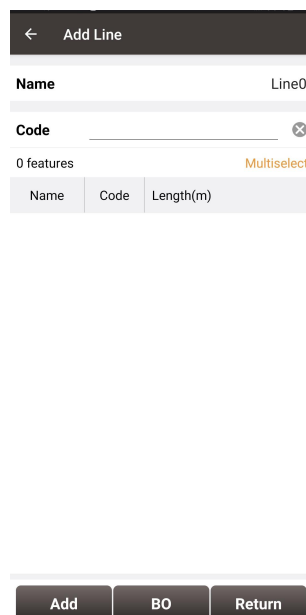 Add Line
Name Line0
Code
0 features Multiselect
Name Code Length(m)
Add BO Return